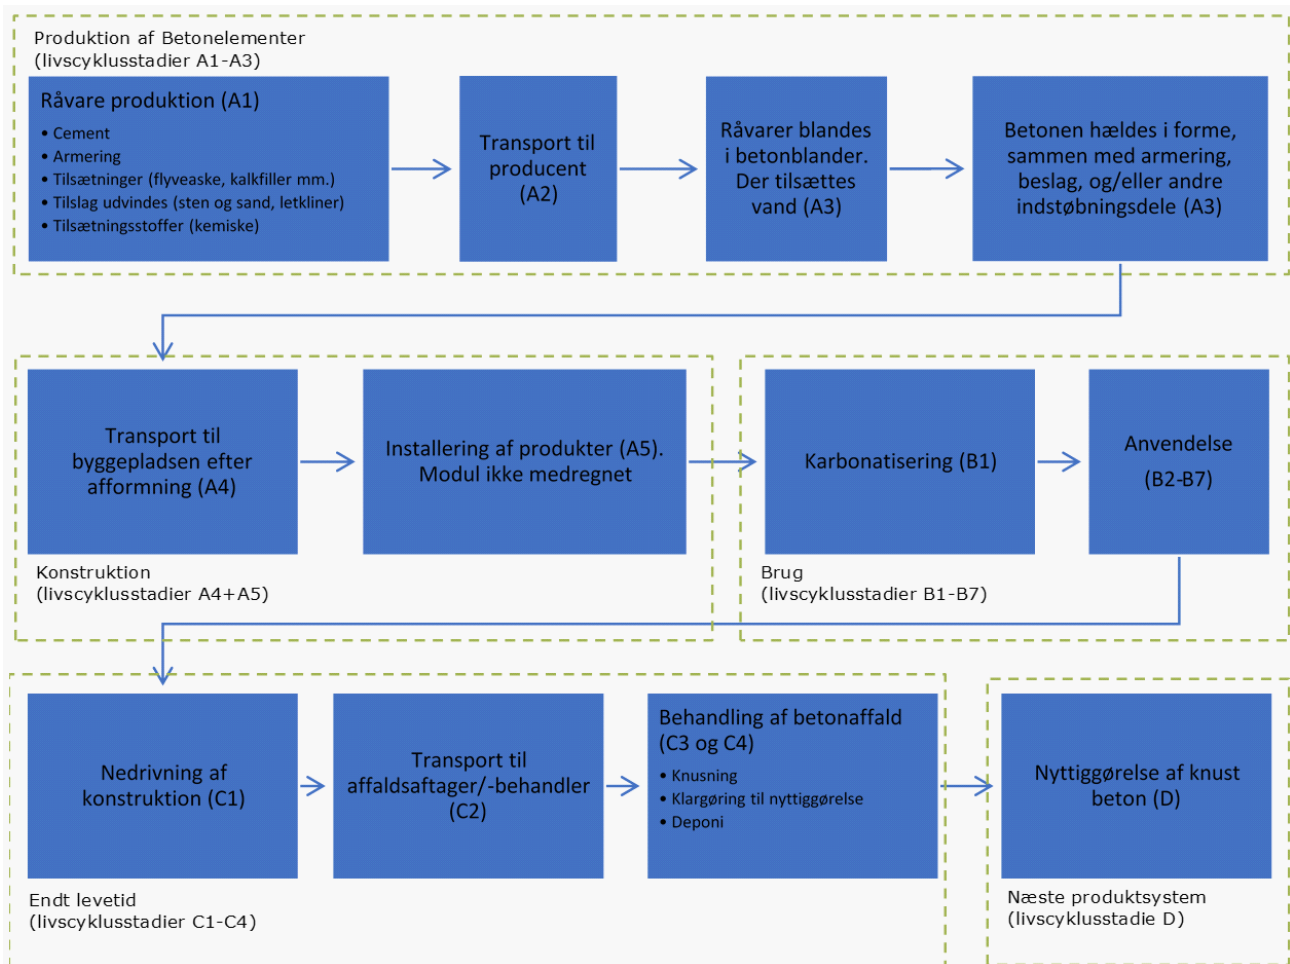 Produktion af Betonelementer
(livscyklusstadier A1-A3)
Råvare produktion (A1)
• Cement
• Armering
• Tilsætninger (flyveaske, kalkfiller mm.)
• Tilslag udvindes (sten og sand, letkliner)
• Tilsætningsstoffer (kemiske)
Transport til
producent
(A2)
Råvarer blandes
i betonblander.
Der tilsættes
vand (A3)
Betonen hældes i forme,
sammen med armering,
beslag, og/eller andre
indstøbningsdele (A3)
Transport til
byggepladsen efter
afformning (A4)
Installering af produkter (A5).
Modul ikke medregnet
Konstruktion
(livscyklusstadier A4+A5)
Karbonatisering (B1)
Anvendelse
(B2-B7)
Brug
(livscyklusstadier B1-B7)
Nedrivning af
konstruktion (C1)
Transport til
affaldsaftager/-behandler
(C2)
Behandling af betonaffald
(C3 og C4)
• Knusning
• Klargøring til nyttiggørelse
• Deponi
Endt levetid
(livscyklusstadier C1-C4)
Nyttiggørelse af knust
beton (D)
Næste produktsystem
(livscyklusstadie D)